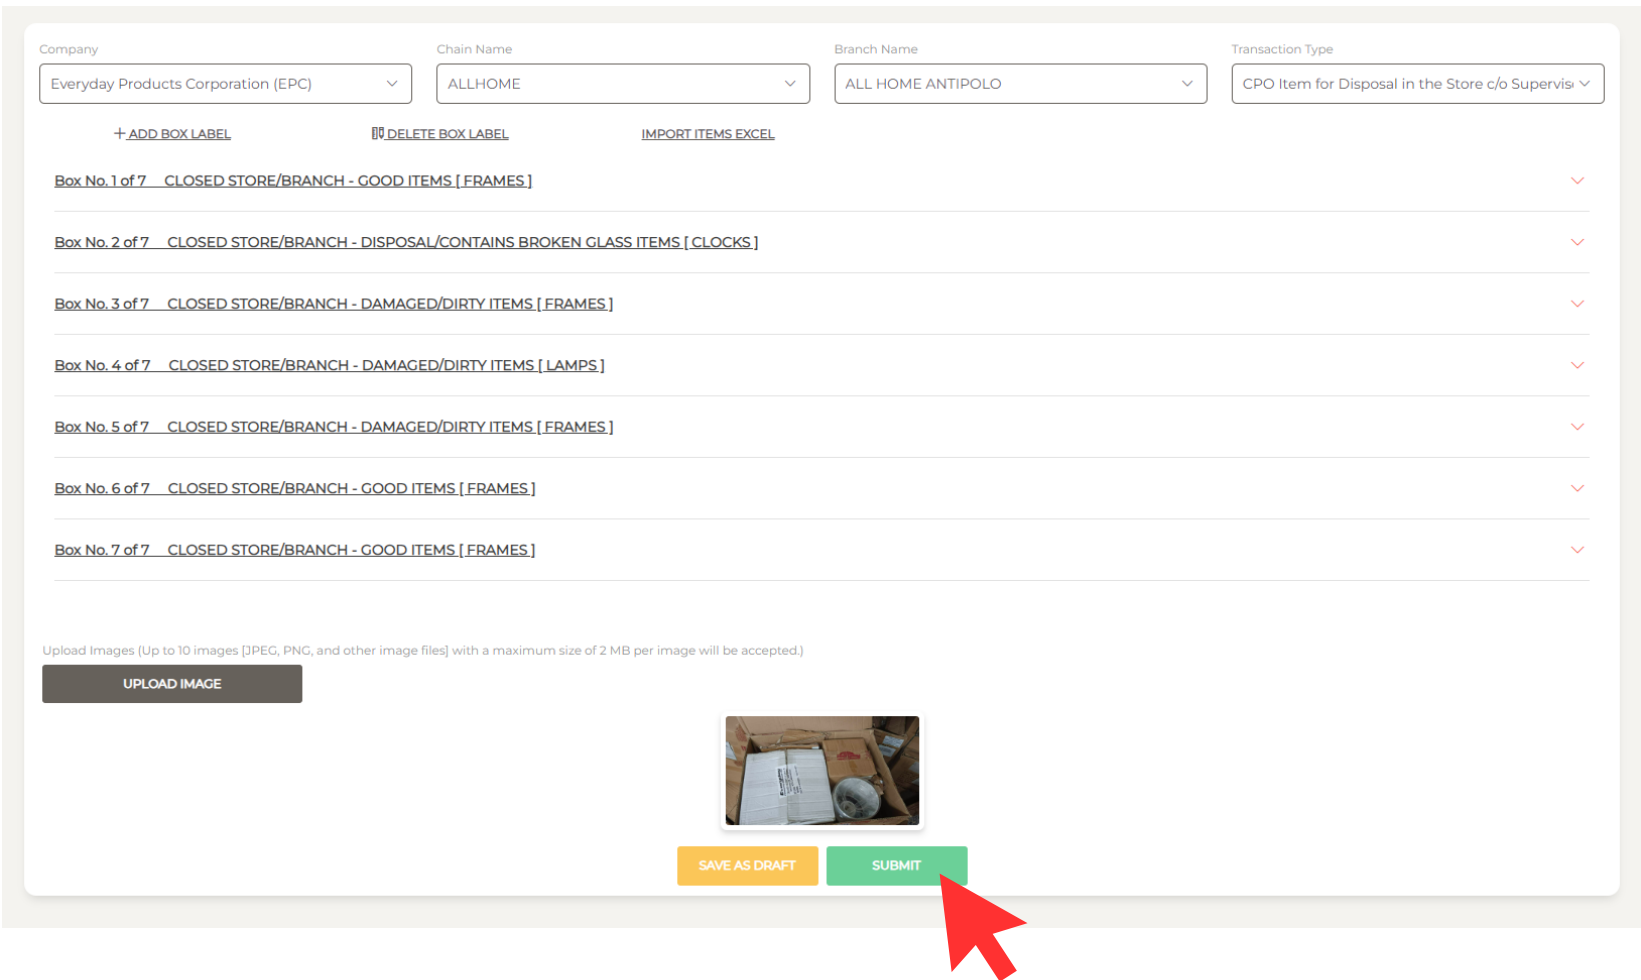 Company
Chain Name
Branch Name
Transaction Type
Everyday Products Corporation (EPC)
ALLHOME
ALL HOME ANTIPOLO
CPO Item for Disposal in the Store c/o Supervis
ADD BOX LABEL
DELETE BOX LABEL
IMPORT ITEMS EXCEL
Box No. 1 of 7 CLOSED STORE/BRANCH - GOOD ITEMS [ FRAMES ]
Box No. 2 of 7 CLOSED STORE/BRANCH - DISPOSAL/CONTAINS BROKEN GLASS ITEMS [ CLOCKS ]
Box No. 3 of 7 CLOSED STORE/BRANCH - DAMAGED/DIRTY ITEMS [ FRAMES ]
Box No. 4 of 7 CLOSED STORE/BRANCH - DAMAGED/DIRTY ITEMS [ LAMPS ]
Box No. 5 of 7 CLOSED STORE/BRANCH - DAMAGED/DIRTY ITEMS [ FRAMES ]
Box No. 6 of 7 CLOSED STORE/BRANCH - GOOD ITEMS [ FRAMES ]
Box No. 7 of 7 CLOSED STORE/BRANCH - GOOD ITEMS [ FRAMES ]
Upload Images (Up to 10 images [JPEG, PNG, and other image files] with a maximum size of 2 MB per image will be accepted.)
UPLOAD IMAGE
SAVE AS DRAFT
SUBMIT